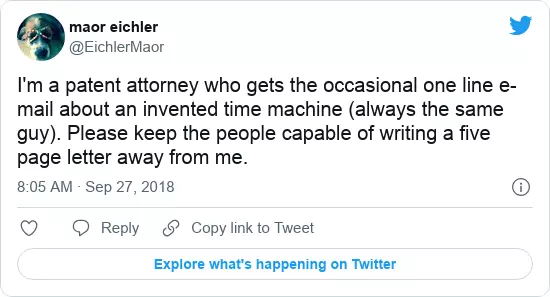 maor eichler
@EichlerMaor
I'm a patent attorney who gets the occasional one line e-
mail about an invented time machine (always the same
guy). Please keep the people capable of writing a five
page letter away from me.
8:05 AM · Sep 27, 2018
Reply
Copy link to Tweet
Explore what's happening on Twitter